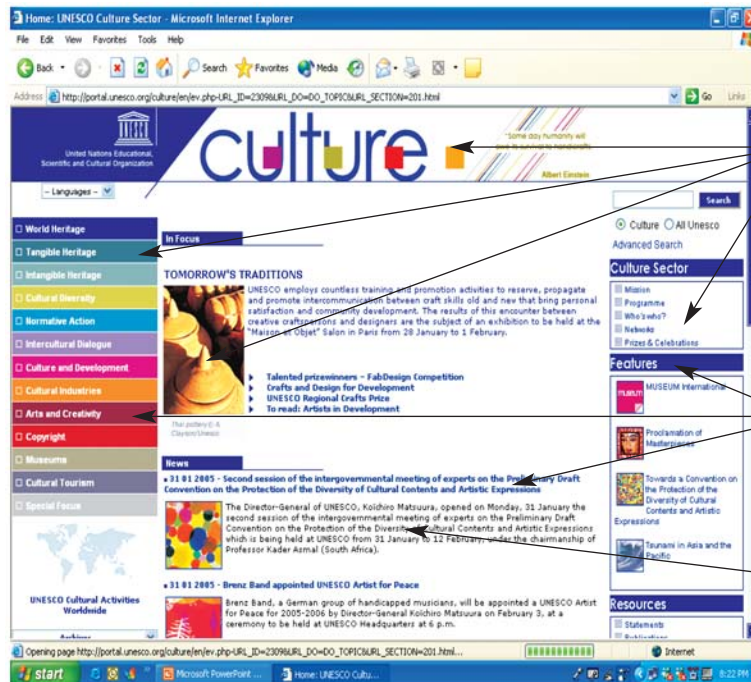 Home: UNESCO Culture Sector - Microsoft Internet Explorer
File Edit View Favorites Tools Help
Back Search Favorites Media
Address http://portal.unesco.org/culture/en/ev.php-URL_ID=2309&URL_DO=DO_TOPIC&URL_SECTION=201.html Go Links
United Nations Educational,
Scientific and Cultural Organization
culture
"Some day humanity will
owe its survival to handicrafts"
Albert Einstein
- Languages -
Search
Culture All Unesco
Advanced Search
World Heritage
Tangible Heritage
Intangible Heritage
Cultural Diversity
Normative Action
Intercultural Dialogue
Culture and Development
Cultural Industries
Arts and Creativity
Copyright
Museums
Cultural Tourism
Special Focus
UNESCO Cultural Activities
Worldwide
In Focus
TOMORROW'S TRADITIONS
UNESCO employs countless training and promotion activities to reserve, propagate
and promote intercommunication between craft skills old and new that bring personal
satisfaction and community development. The results of this encounter between
creative craftspersons and designers are the subject of an exhibition to be held at the
"Maison et Objet" Salon in Paris from 28 January to 1 February.
Talented prizewinners – FabDesign Competition
Crafts and Design for Development
UNESCO Regional Crafts Prize
To read: Artists in Development
Thai pottery © A
Clayson/Unesco
News
31 01 2005 - Second session of the intergovernmental meeting of experts on the Preliminary Draft
Convention on the Protection of the Diversity of Cultural Contents and Artistic Expressions
The Director-General of UNESCO, Koïchiro Matsuura, opened on Monday, 31 January the
second session of the intergovernmental meeting of experts on the Preliminary Draft
Convention on the Protection of the Diversity of Cultural Contents and Artistic Expressions
which is being held at UNESCO from 31 January to 12 February, under the chairmanship of
Professor Kader Asmal (South Africa).
31 01 2005 - Brenz Band appointed UNESCO Artist for Peace
Brenz Band, a German group of handicapped musicians, will be appointed a UNESCO Artist
for Peace for 2005-2006 by Director-General Koïchiro Matsuura on February 3, at a
ceremony to be held at UNESCO Headquarters at 6 p.m.
Culture Sector
Mission
Programme
Who's who?
Networks
Prizes & Celebrations
Features
museum
MUSEUM International
Proclamation of
Masterpieces
Towards a Convention on
the Protection of the
Diversity of Cultural
Contents and Artistic
Expressions
Tsunami in Asia and the
Pacific
Resources
Statements
Opening page http://portal.unesco.org/culture/en/ev.php-URL_ID=2309&URL_DO=DO_TOPIC&URL_SECTION=201.html... Internet
start Microsoft PowerPoint ... Home: UNESCO Cultu... 8:22 PM